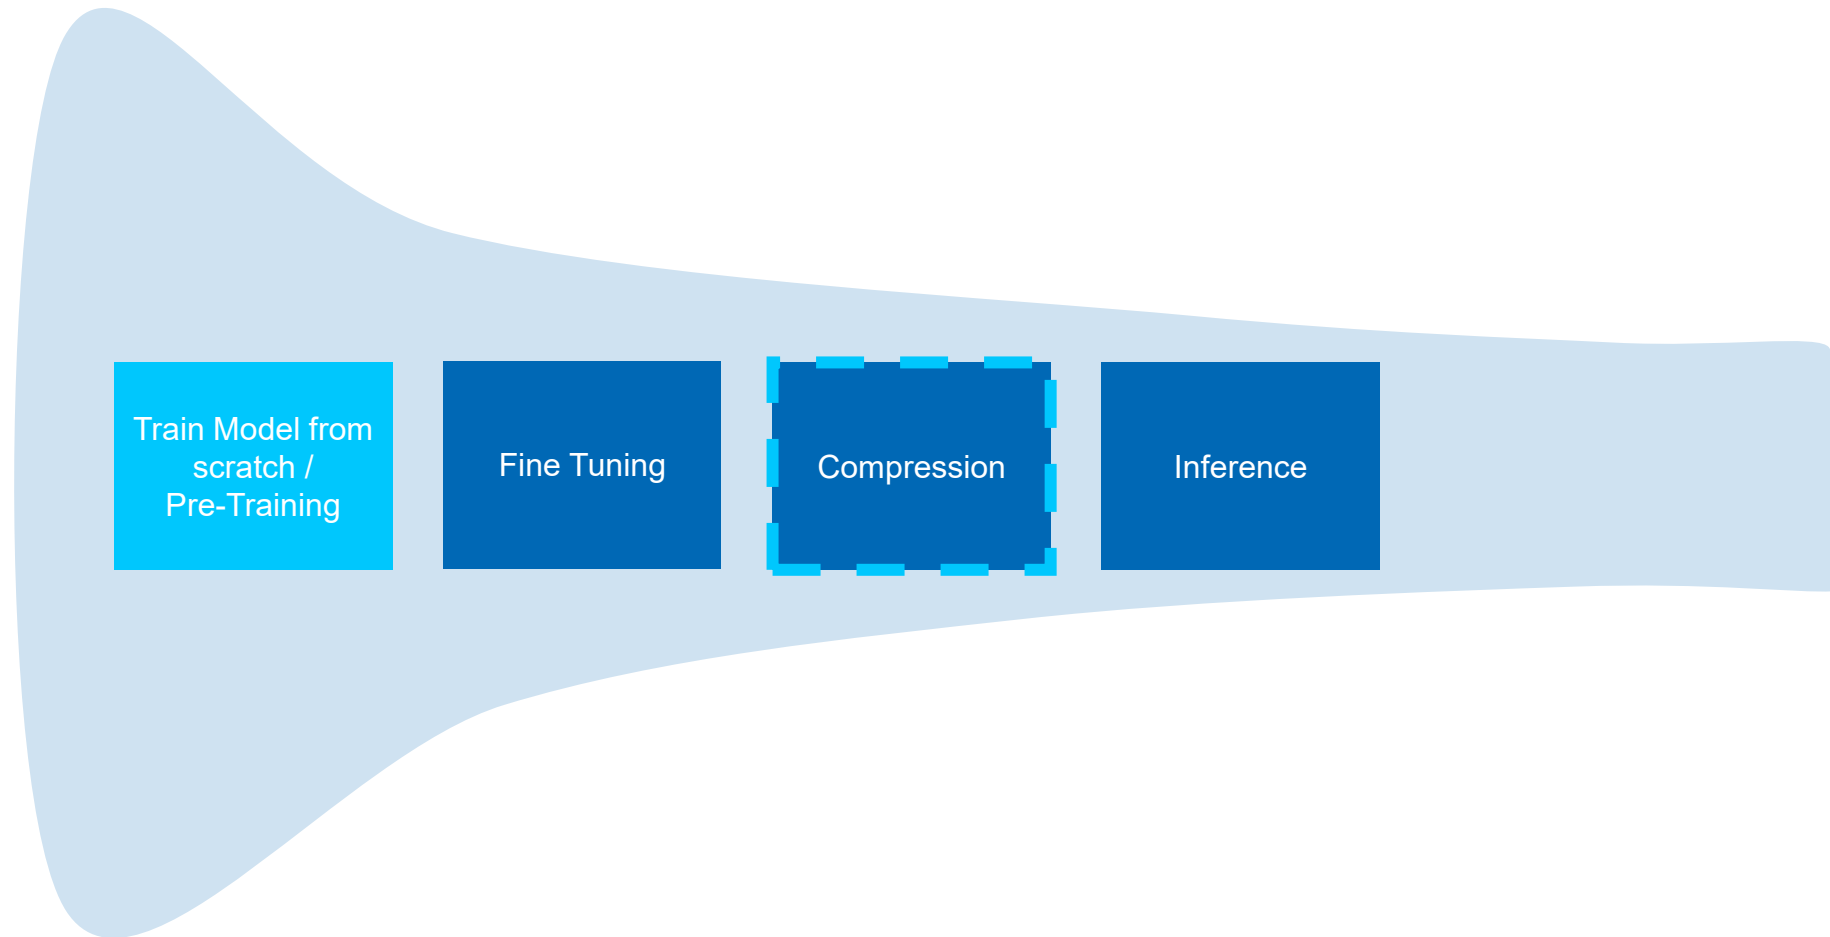 Train Model from
scratch /
Pre-Training
Fine Tuning
Compression
Inference